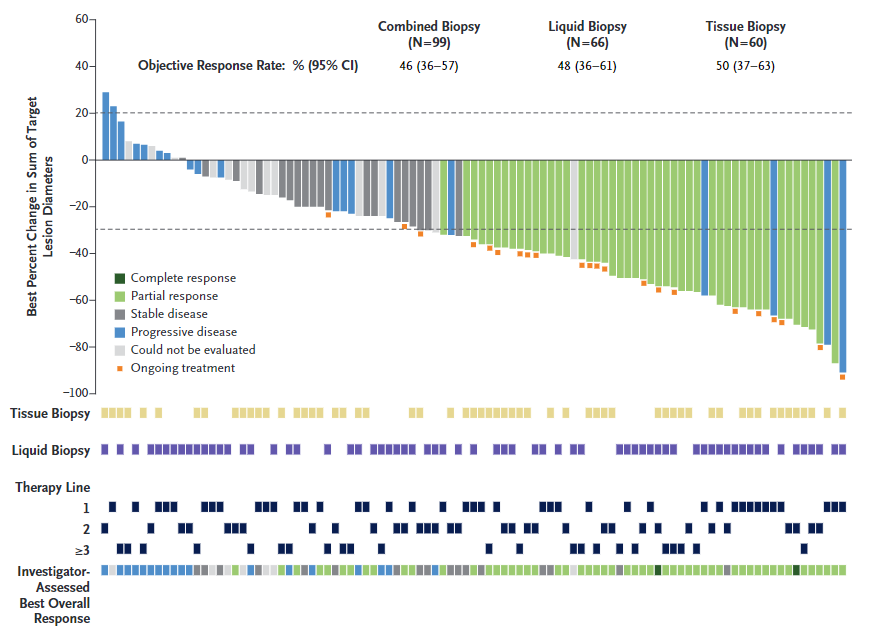 Combined Biopsy
(N=99)
Liquid Biopsy
(N=66)
Tissue Biopsy
(N=60)
Objective Response Rate: % (95% CI)
46 (36–57)
48 (36–61)
50 (37–63)
Best Percent Change in Sum of Target
Lesion Diameters
60
40
20
0
−20
−40
−60
−80
−100
Complete response
Partial response
Stable disease
Progressive disease
Could not be evaluated
Ongoing treatment
Tissue Biopsy
Liquid Biopsy
Therapy Line
1
2
≥3
Investigator-
Assessed
Best Overall
Response